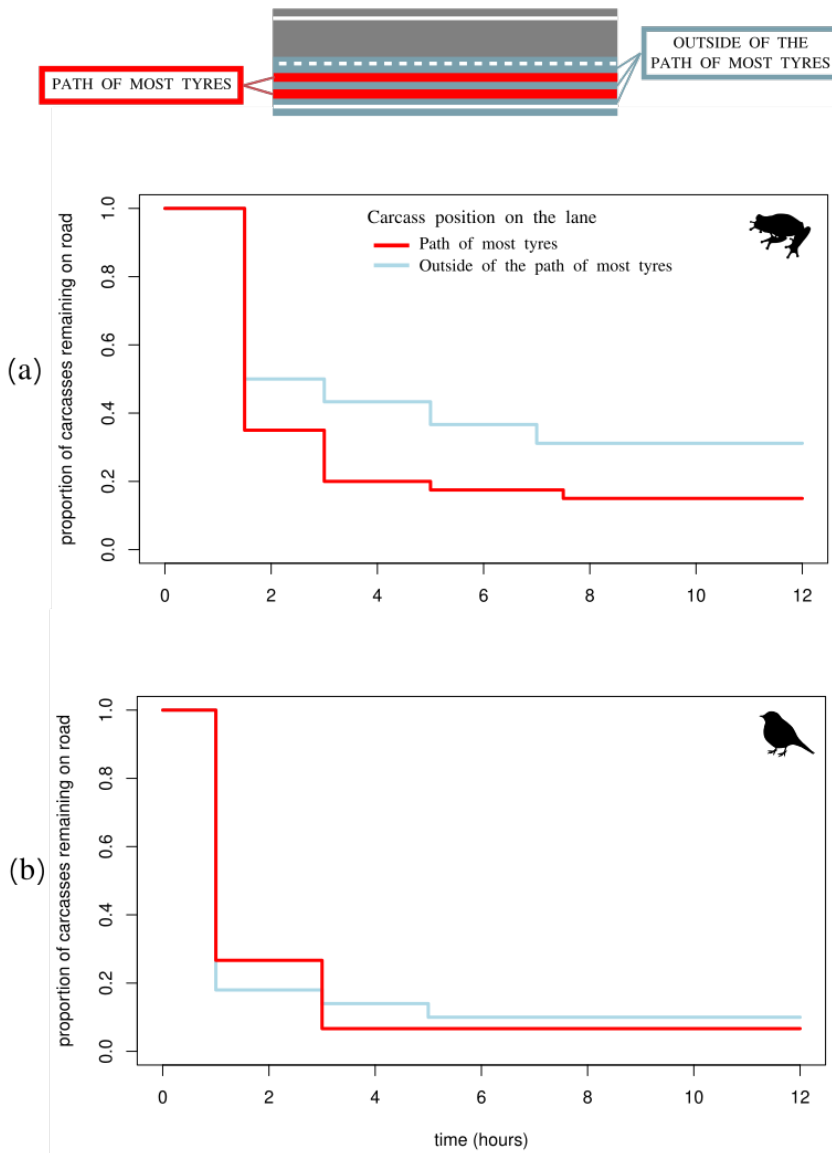 OUTSIDE OF THE
PATH OF MOST TYRES
PATH OF MOST TYRES
(a)
proportion of carcasses remaining on road
1.0
0.8
0.6
0.4
0.2
0.0
Carcass position on the lane
Path of most tyres
Outside of the path of most tyres
0 2 4 6 8 10 12
(b)
proportion of carcasses remaining on road
1.0
0.8
0.6
0.4
0.2
0.0
0 2 4 6 8 10 12
time (hours)